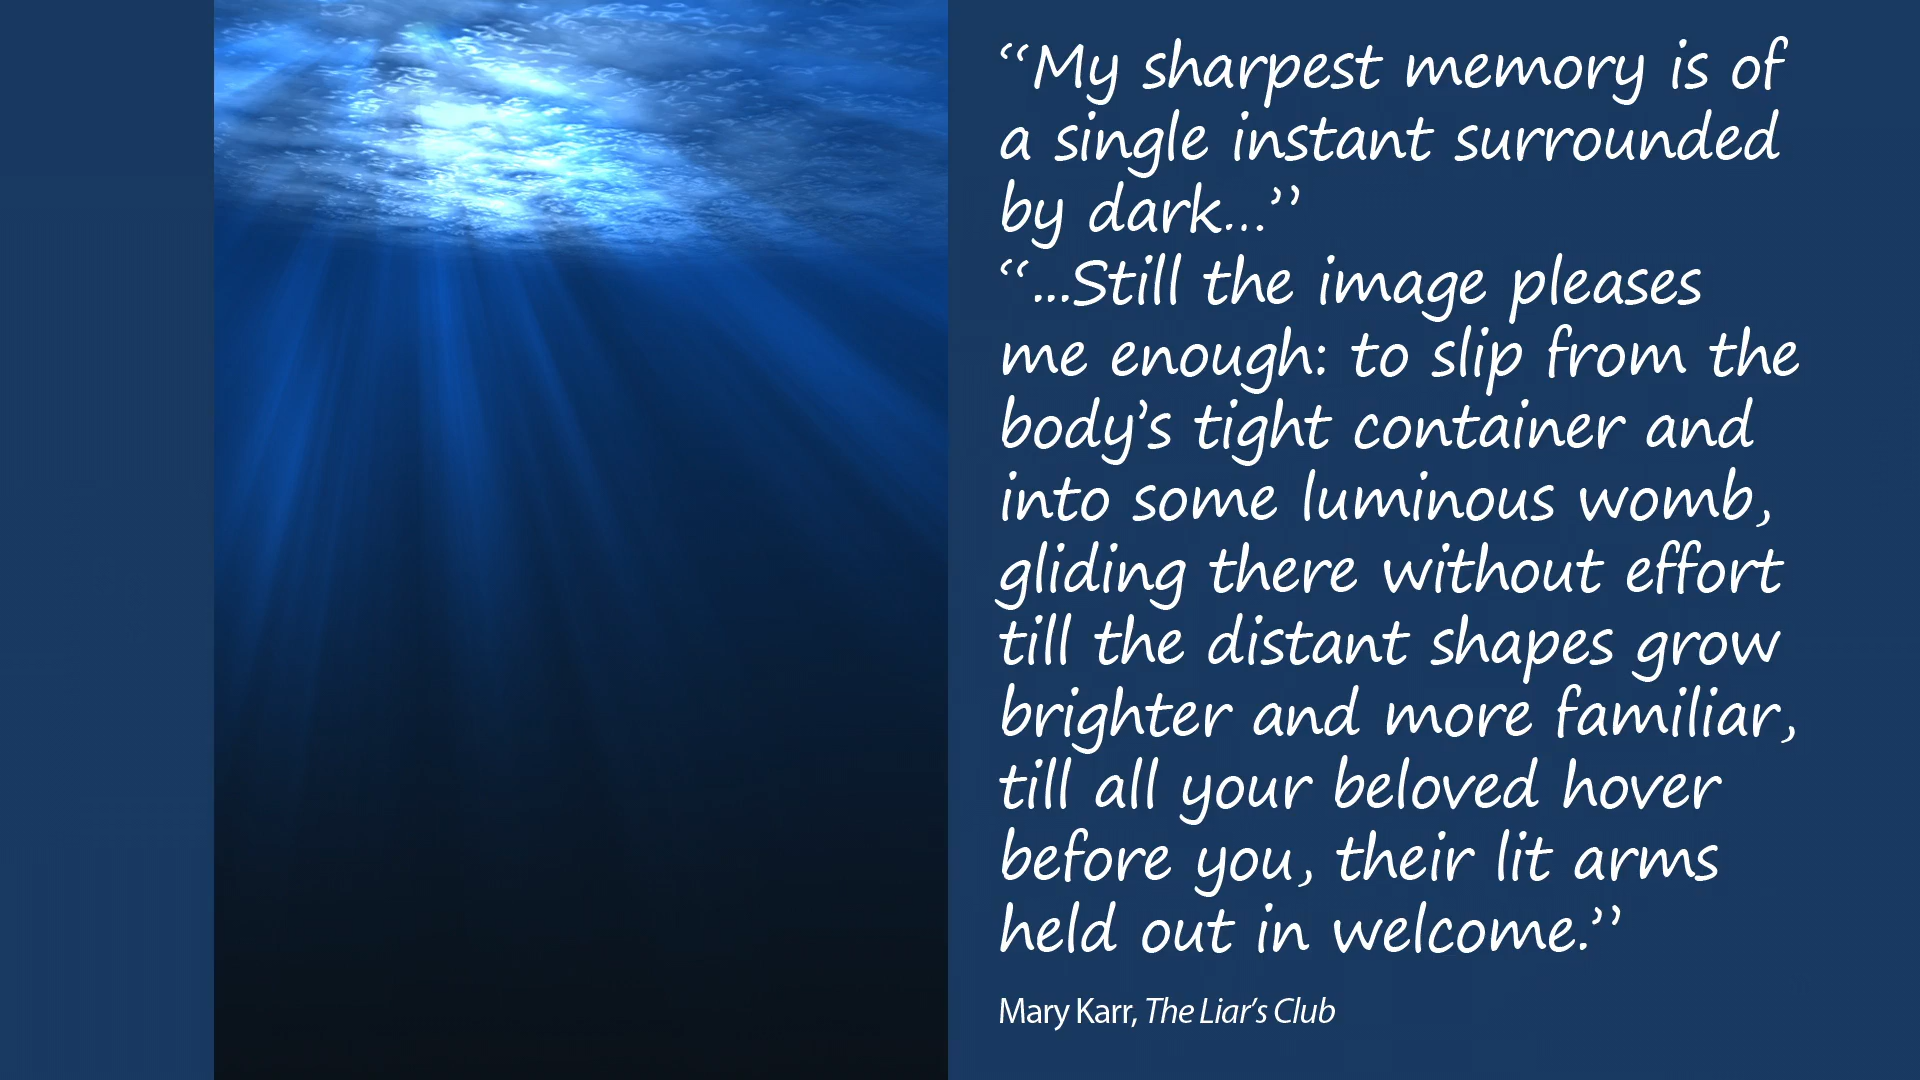 “My sharpest memory is of
a single instant surrounded
by dark...”
“...Still the image pleases
me enough: to slip from the
body’s tight container and
into some luminous womb,
gliding there without effort
till the distant shapes grow
brighter and more familiar,
till all your beloved hover
before you, their lit arms
held out in welcome.”
Mary Karr, The Liar’s Club